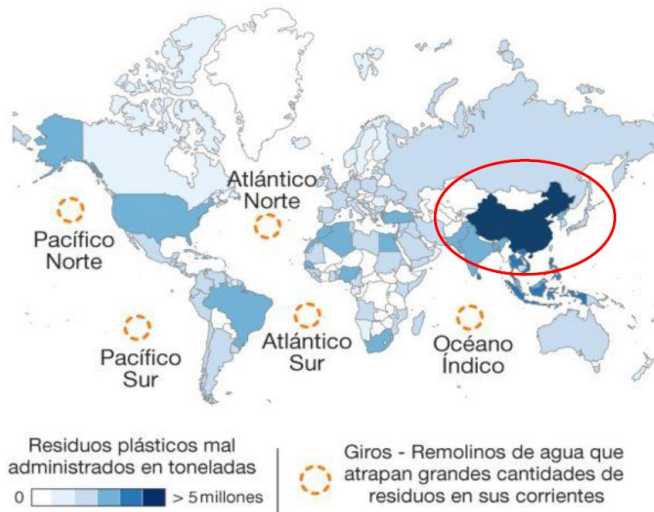 Atlántico
Norte
Pacífico
Norte
Pacífico
Sur
Atlántico
Sur
Océano
Índico
Residuos plásticos mal
administrados en toneladas
0 > 5 millones
Giros - Remolinos de agua que
atrapan grandes cantidades de
residuos en sus corrientes